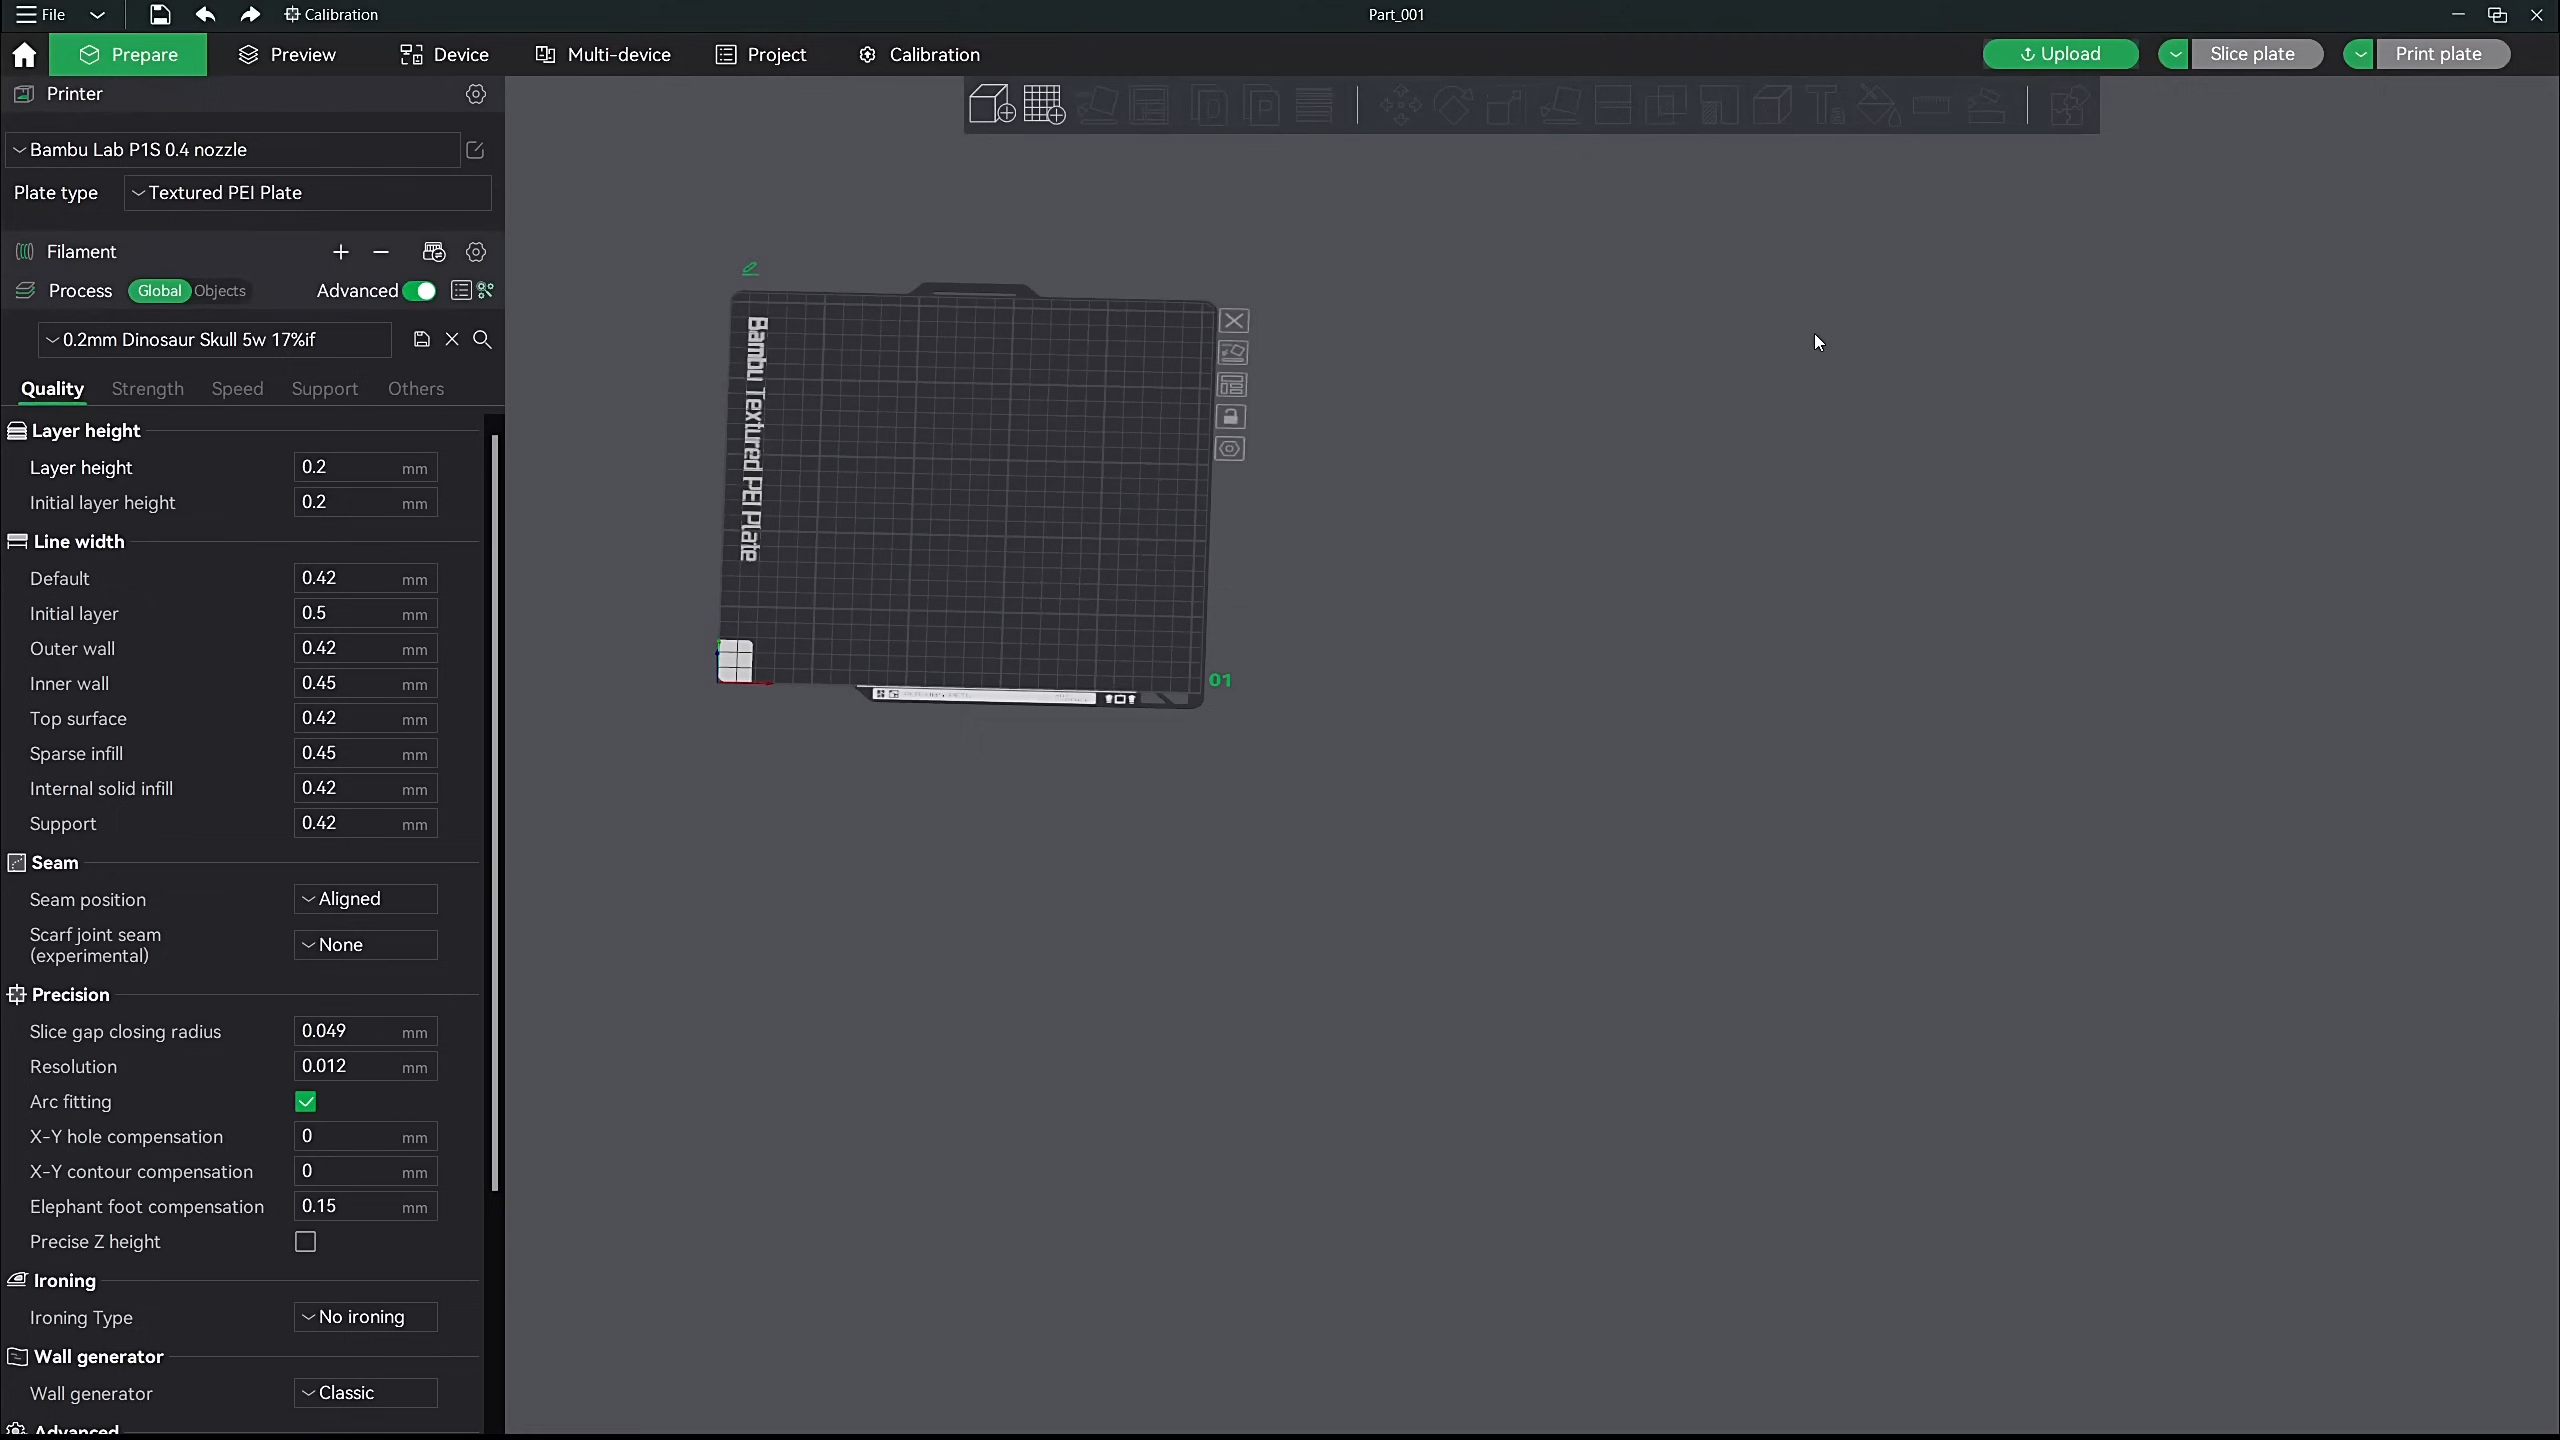 File
Calibration
Part_001
Prepare
Preview
Device
Multi-device
Project
Calibration
Upload
Slice plate
Print plate
Printer
Bambu Lab P1S 0.4 nozzle
Plate type
Textured PEI Plate
Filament
Process
Global
Objects
Advanced
0.2mm Dinosaur Skull 5w 17%if
Quality
Strength
Speed
Support
Others
Layer height
Layer height 0.2 mm
Initial layer height 0.2 mm
Line width
Default 0.42 mm
Initial layer 0.5 mm
Outer wall 0.42 mm
Inner wall 0.45 mm
Top surface 0.42 mm
Sparse infill 0.45 mm
Internal solid infill 0.42 mm
Support 0.42 mm
Seam
Seam position Aligned
Scarf joint seam
(experimental)
None
Precision
Slice gap closing radius 0.049 mm
Resolution 0.012 mm
Arc fitting
X-Y hole compensation 0 mm
X-Y contour compensation 0 mm
Elephant foot compensation 0.15 mm
Precise Z height
Ironing
Ironing Type No ironing
Wall generator
Wall generator Classic
Advanced
Bambu Textured PEI Plate
01